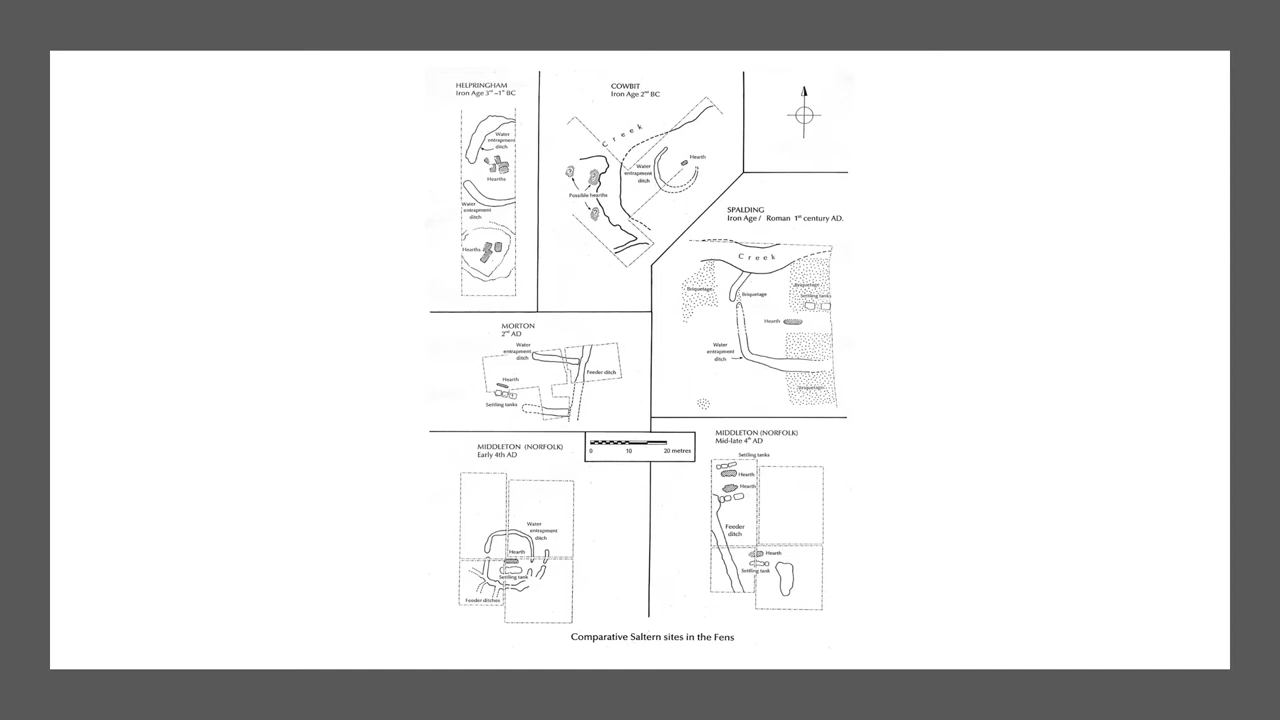 HELPRINGHAM
Iron Age 3rd –1st BC
Water
entrapment
ditch
Hearths
Water
entrapment
ditch
Hearths
COWBIT
Iron Age 2nd BC
Creek
Hearth
Water
entrapment
ditch
Possible hearths
SPALDING
Iron Age / Roman 1st century AD.
Creek
Briquetage
Briquetage
Briquetage
Settling tanks
Hearth
Water
entrapment
ditch
Briquetage
MORTON
2nd AD
Water
entrapment
ditch
Feeder ditch
Hearth
Settling tanks
0 10 20 metres
MIDDLETON (NORFOLK)
Early 4th AD
Water
entrapment
ditch
Hearth
Settling tank
Feeder ditches
MIDDLETON (NORFOLK)
Mid-late 4th AD
Settling tanks
Hearth
Hearth
Feeder
ditch
Hearth
Settling tank
Comparative Saltern sites in the Fens